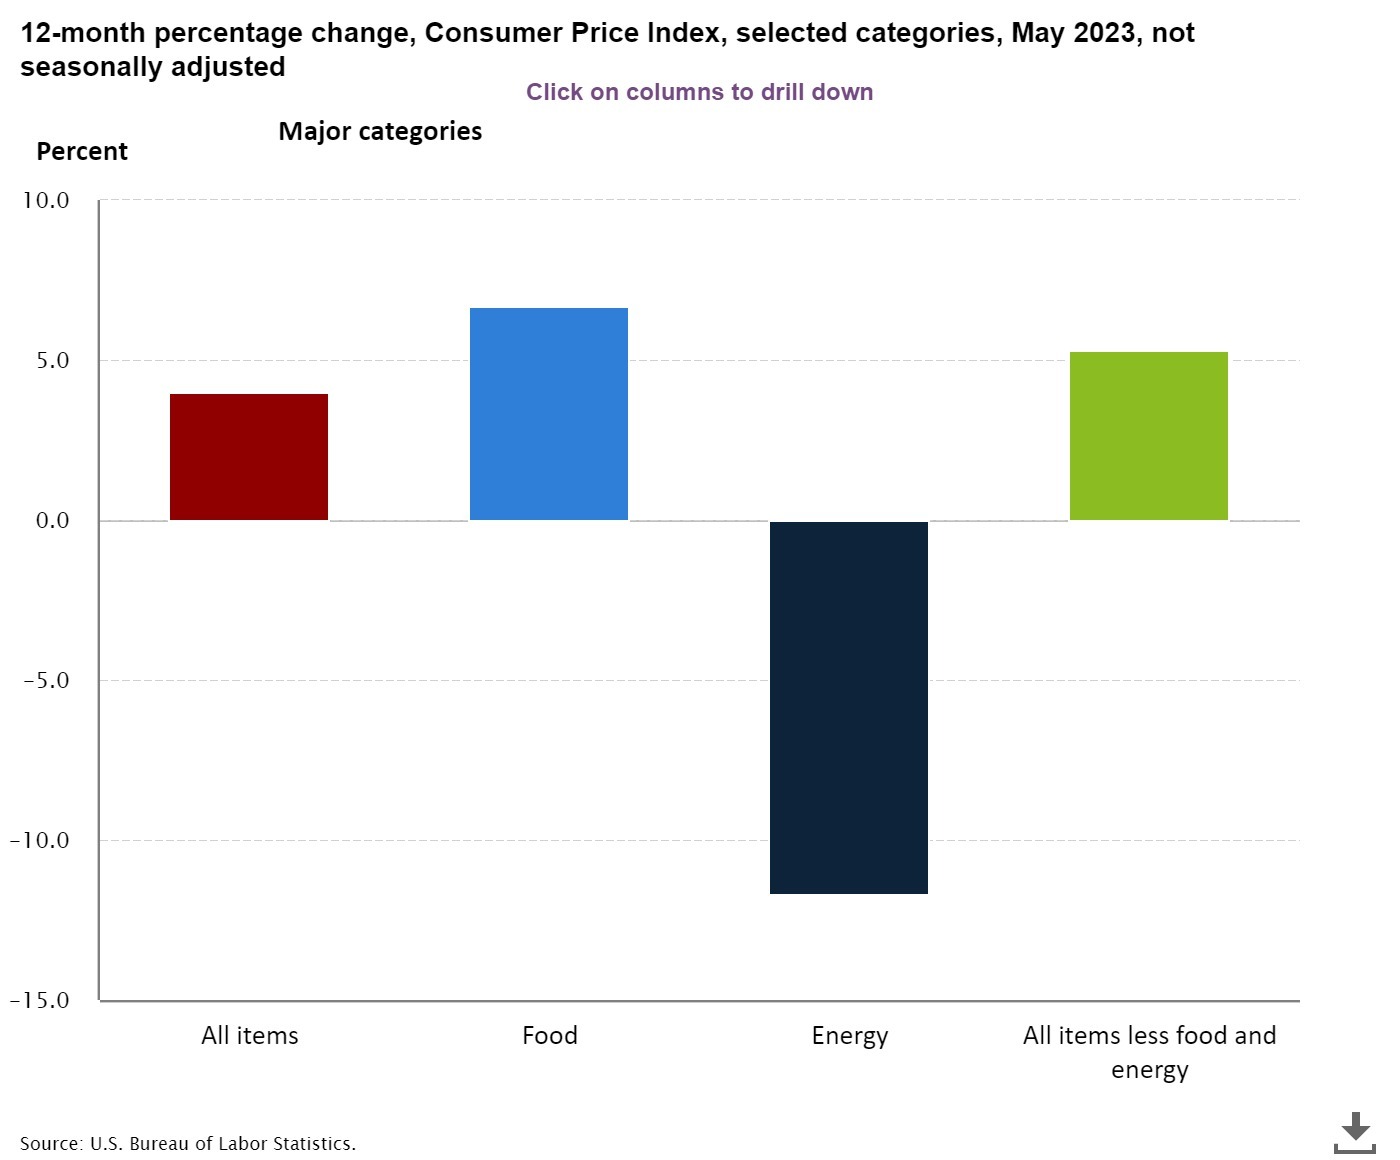 12-month percentage change, Consumer Price Index, selected categories, May 2023, not
seasonally adjusted
Click on columns to drill down
Major categories
Percent
10.0
5.0
0.0
-5.0
-10.0
-15.0
All items
Food
Energy
All items less food and
energy
Source: U.S. Bureau of Labor Statistics.